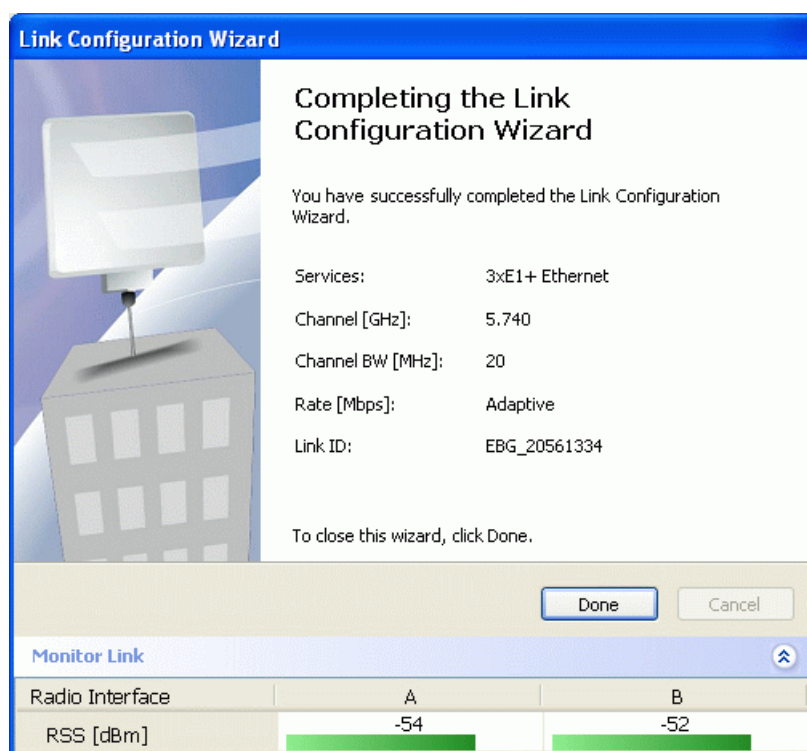 Link Configuration Wizard
Completing the Link
Configuration Wizard
You have successfully completed the Link Configuration
Wizard.
Services: 3xE1+ Ethernet
Channel [GHz]: 5.740
Channel BW [MHz]: 20
Rate [Mbps]: Adaptive
Link ID: EBG_20561334
To close this wizard, click Done.
Done Cancel
Monitor Link
Radio Interface A B
RSS [dBm] -54 -52